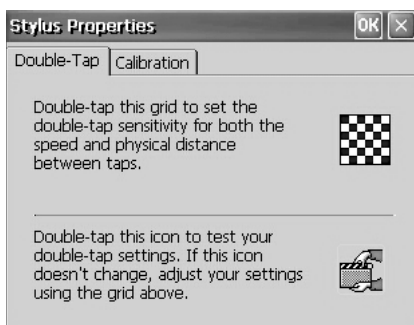 Stylus Properties OK ×
Double-Tap Calibration
Double-tap this grid to set the
double-tap sensitivity for both the
speed and physical distance
between taps.
Double-tap this icon to test your
double-tap settings. If this icon
doesn't change, adjust your settings
using the grid above.